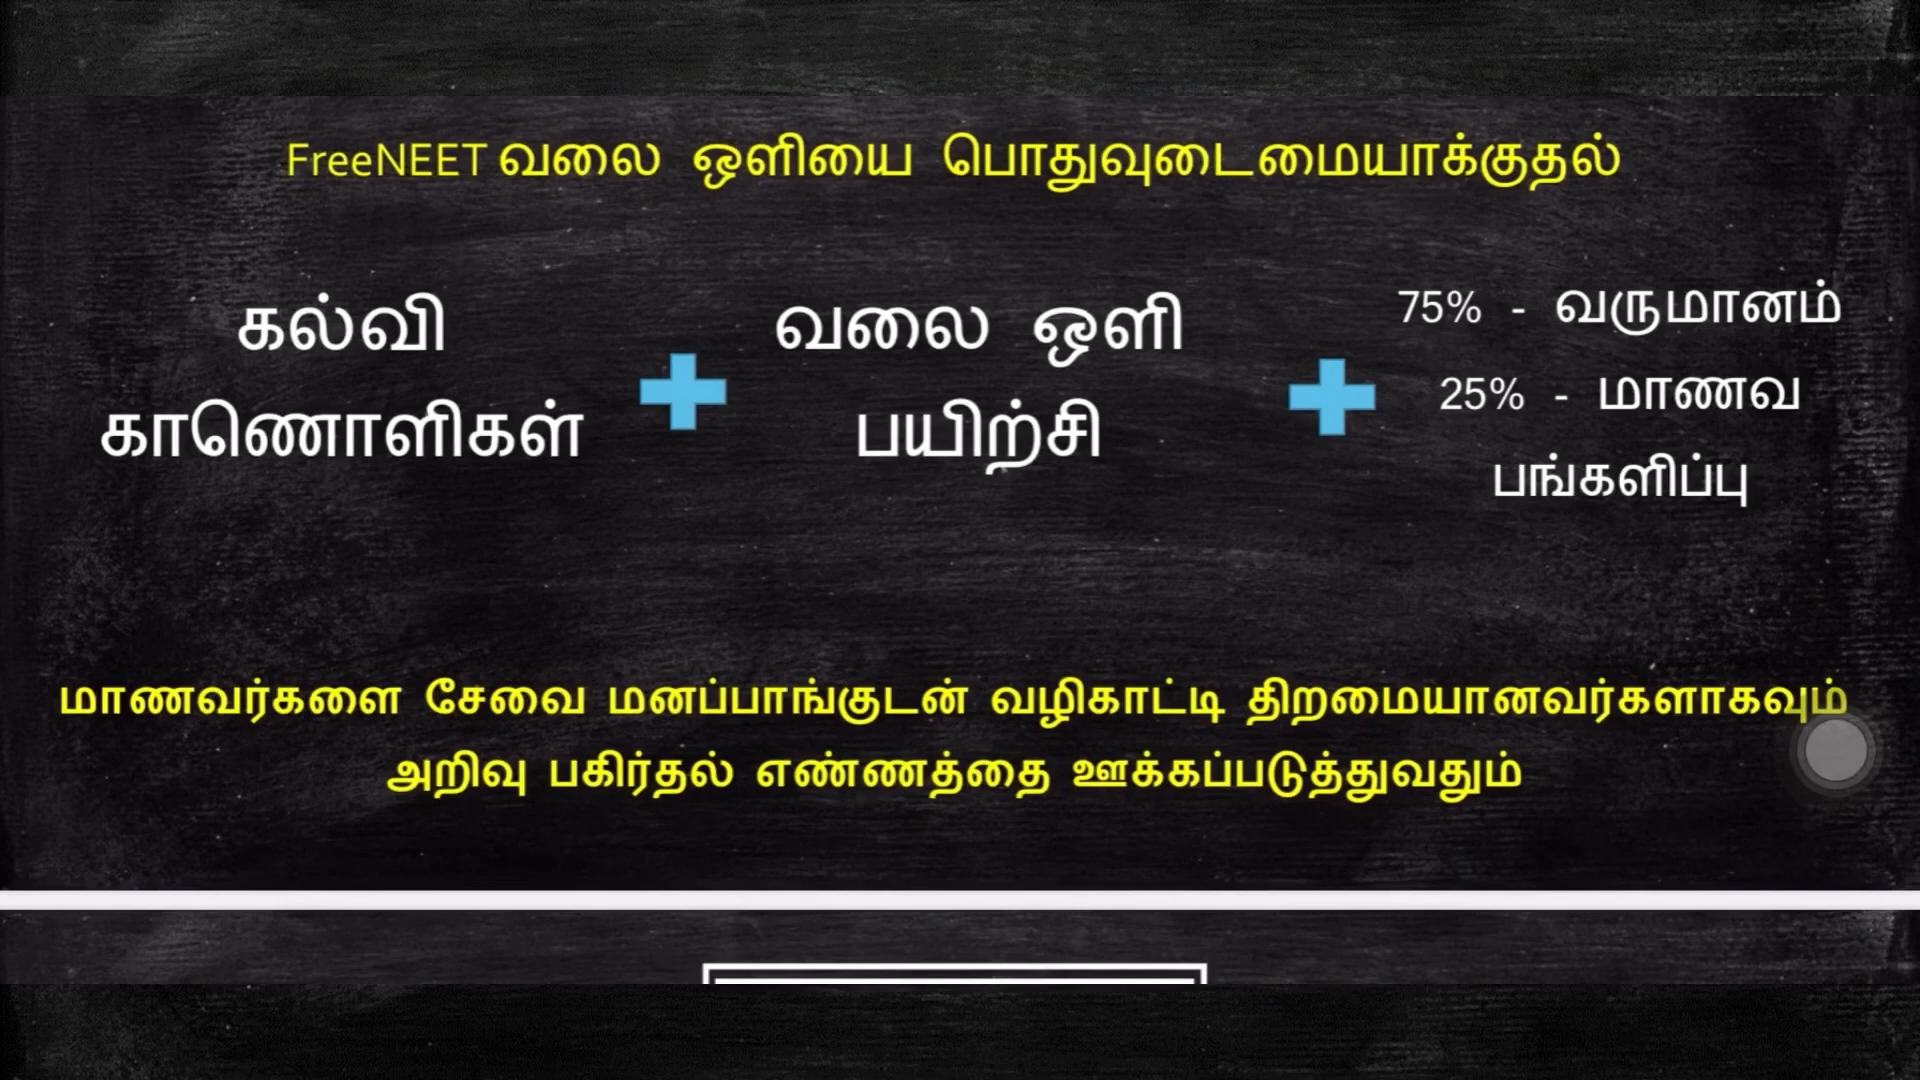 FreeNEET வலை ஒளியை பொதுவுடைமையாக்குதல்
கல்வி
காணொளிகள்
வலை ஒளி
பயிற்சி
75% - வருமானம்
25% - மாணவ
பங்களிப்பு
மாணவர்களை சேவை மனப்பாங்குடன் வழிகாட்டி திறமையானவர்களாகவும்
அறிவு பகிர்தல் எண்ணத்தை ஊக்கப்படுத்துவதும்